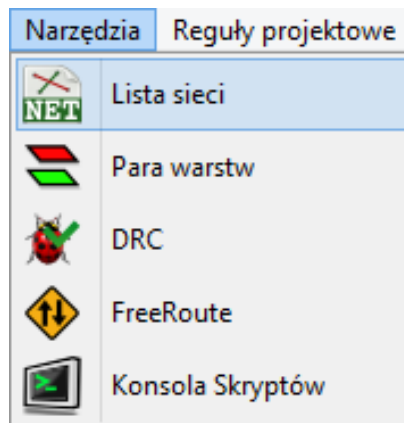 Narzędzia Reguły projektowe
NET Lista sieci
Para warstw
DRC
FreeRoute
Konsola Skryptów